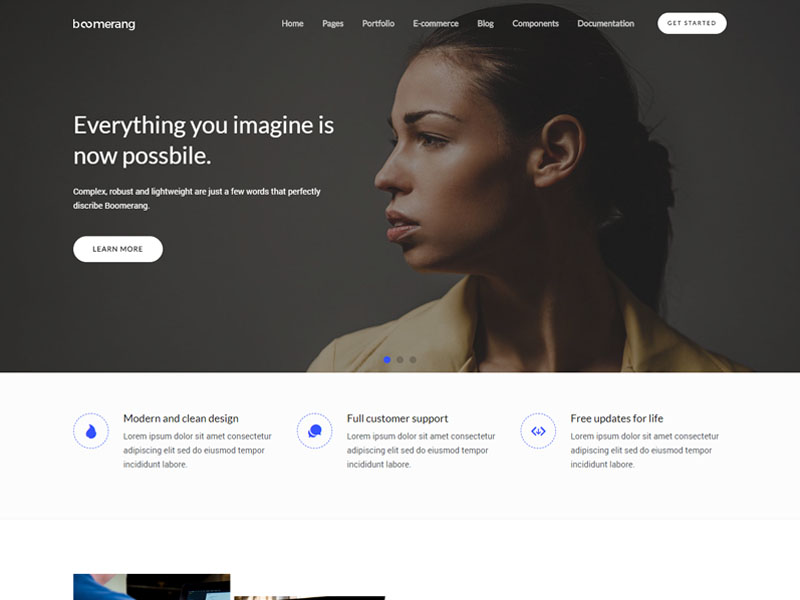 boomerang
Home Pages Portfolio E-commerce Blog Components Documentation GET STARTED
Everything you imagine is
now possbile.
Complex, robust and lightweight are just a few words that perfectly
discribe Boomerang.
LEARN MORE
Modern and clean design
Lorem ipsum dolor sit amet consectetur
adipiscing elit sed do eiusmod tempor
incididunt labore.
Full customer support
Lorem ipsum dolor sit amet consectetur
adipiscing elit sed do eiusmod tempor
incididunt labore.
Free updates for life
Lorem ipsum dolor sit amet consectetur
adipiscing elit sed do eiusmod tempor
incididunt labore.